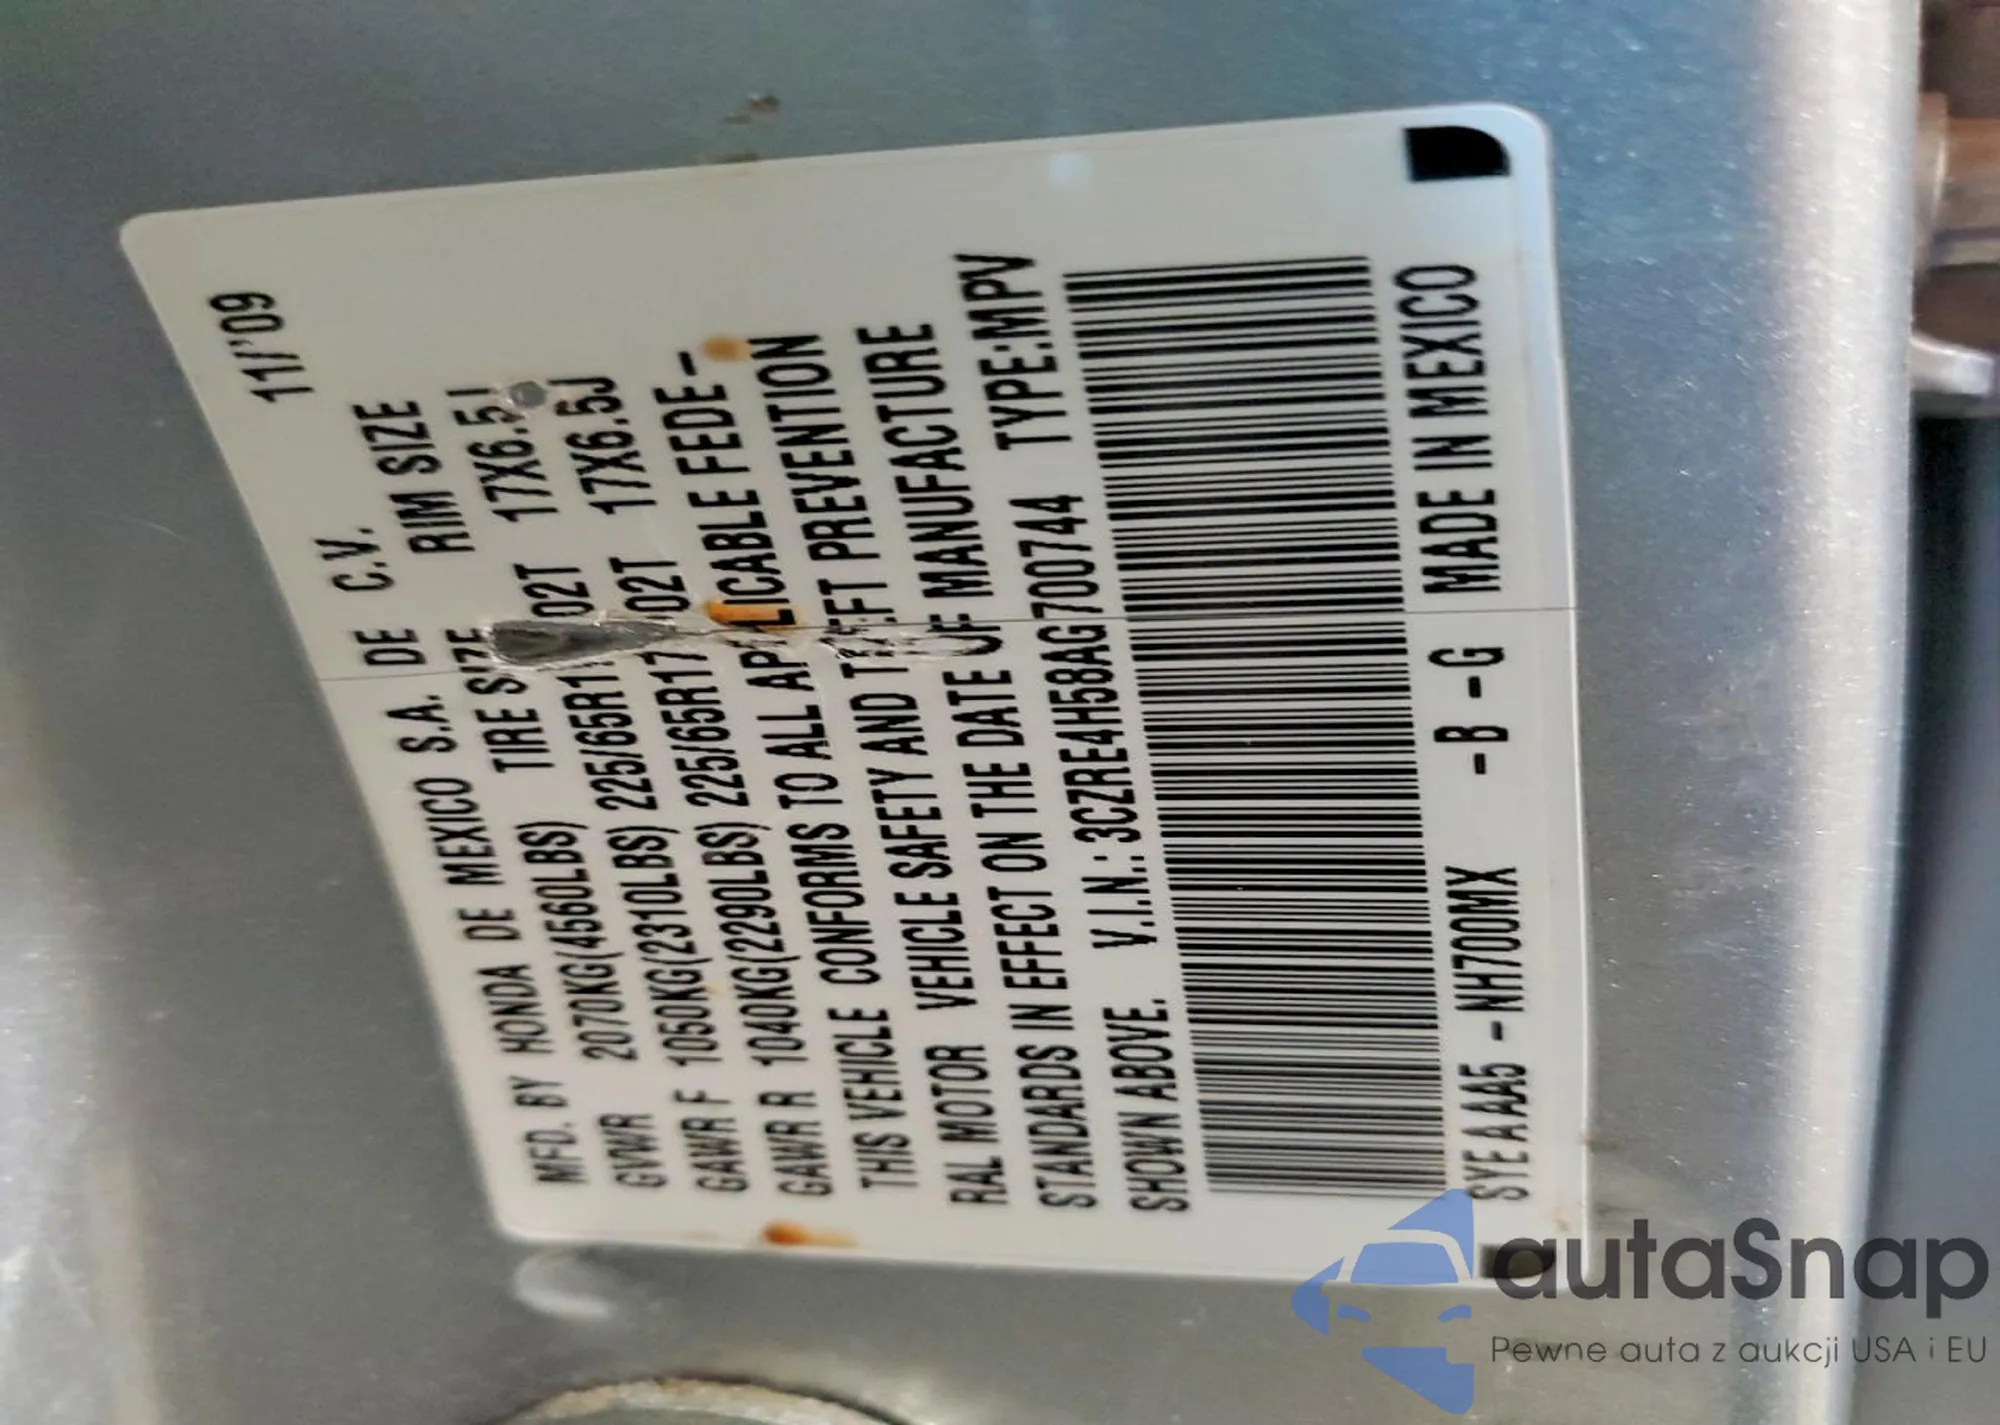 11/'09
MFD. BY HONDA DE MEXICO S.A. DE C.V.
GVWR 2070KG(4560LBS) TIRE SIZE RIM SIZE
GAWR F 1050KG(2310LBS) 225/65R1 02T 17X6.5J
GAWR R 1040KG(2290LBS) 225/65R17 02T 17X6.5J
THIS VEHICLE CONFORMS TO ALL APPLICABLE FEDE-
RAL MOTOR VEHICLE SAFETY AND THEFT PREVENTION
STANDARDS IN EFFECT ON THE DATE OF MANUFACTURE
SHOWN ABOVE. V.I.N.: 3CZRE4H58AG700744 TYPE:MPV
SYEAAA5 -NH700MX -B -G MADE IN MEXICO
autaSnap
Pewne auta z aukcji USA i EU